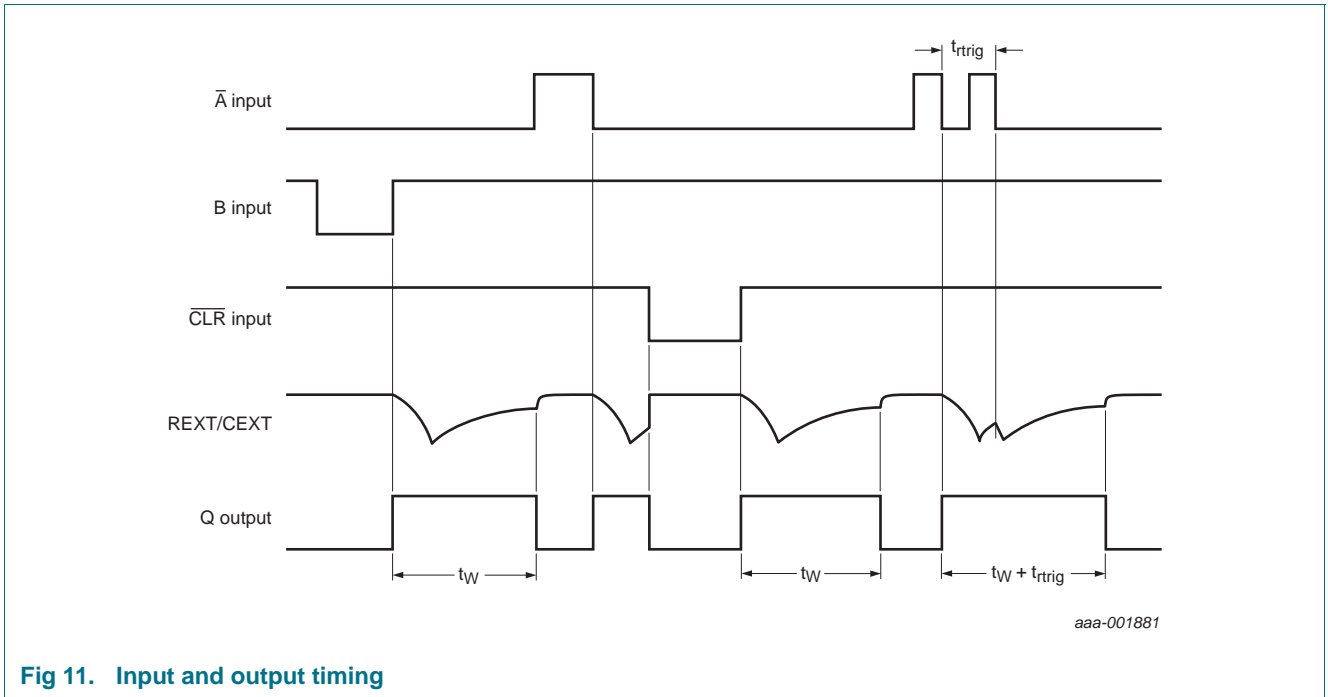 t_rtrig
A̅ input
B input
C̅L̅R̅ input
REXT/CEXT
Q output
t_W
t_W
t_W + t_rtrig
aaa-001881
Fig 11. Input and output timing